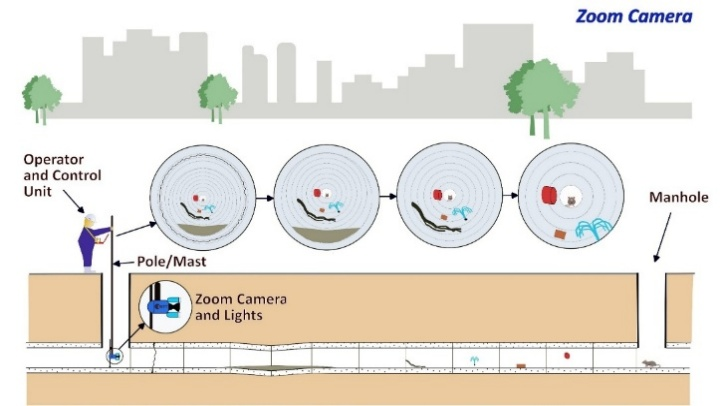 Zoom Camera
Operator
and Control
Unit
Manhole
Pole/Mast
Zoom Camera
and Lights